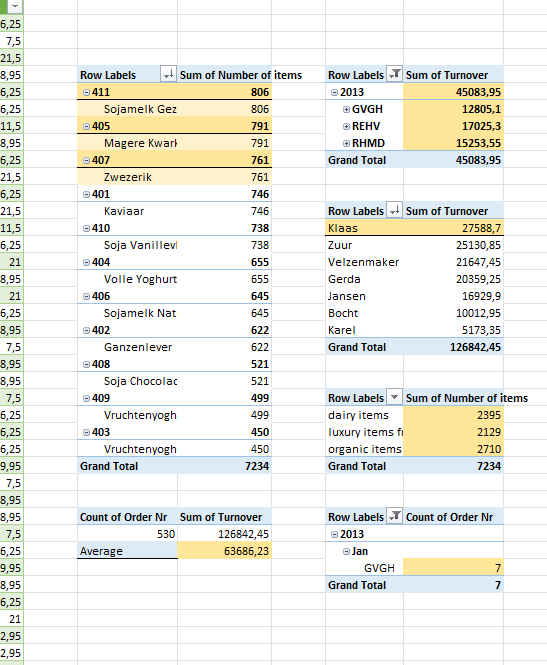 6,25
7,5
21,5
8,95 Row Labels Sum of Number of items Row Labels Sum of Turnover
6,25 411 806 2013 45083,95
6,25 Sojamelk Gez 806 GVGH 12805,1
11,5 405 791 REHV 17025,3
8,95 Magere Kwark 791 RHMD 15253,55
6,25 407 761 Grand Total 45083,95
21,5 Zwezerik 761
6,25 401 746
21,5 Kaviaar 746 Row Labels Sum of Turnover
11,5 410 738 Klaas 27588,7
6,25 Soja Vanillevl 738 Zuur 25130,85
21 404 655 Velzenmaker 21647,45
8,95 Volle Yoghurt 655 Gerda 20359,25
21 406 645 Jansen 16929,9
6,25 Sojamelk Nat 645 Bocht 10012,95
8,95 402 622 Karel 5173,35
7,5 Ganzenlever 622 Grand Total 126842,45
8,95 408 521
8,95 Soja Chocolac 521
7,5 409 499 Row Labels Sum of Number of items
6,25 Vruchtenyogh 499 dairy items 2395
6,25 403 450 luxury items fr 2129
6,25 Vruchtenyogh 450 organic items 2710
9,95 Grand Total 7234 Grand Total 7234
7,5
8,95
8,95 Count of Order Nr Sum of Turnover Row Labels Count of Order Nr
7,5 530 126842,45 2013
6,25 Average 63686,23 Jan
9,95 GVGH 7
8,95 Grand Total 7
6,25
21
2,95
2,95